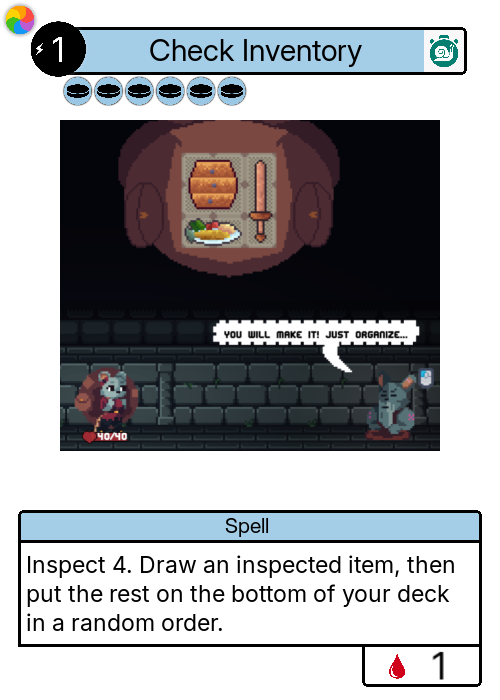 1 Check Inventory
YOU WILL MAKE IT! JUST ORGANIZE...
40/40
Spell
Inspect 4. Draw an inspected item, then
put the rest on the bottom of your deck
in a random order.
1